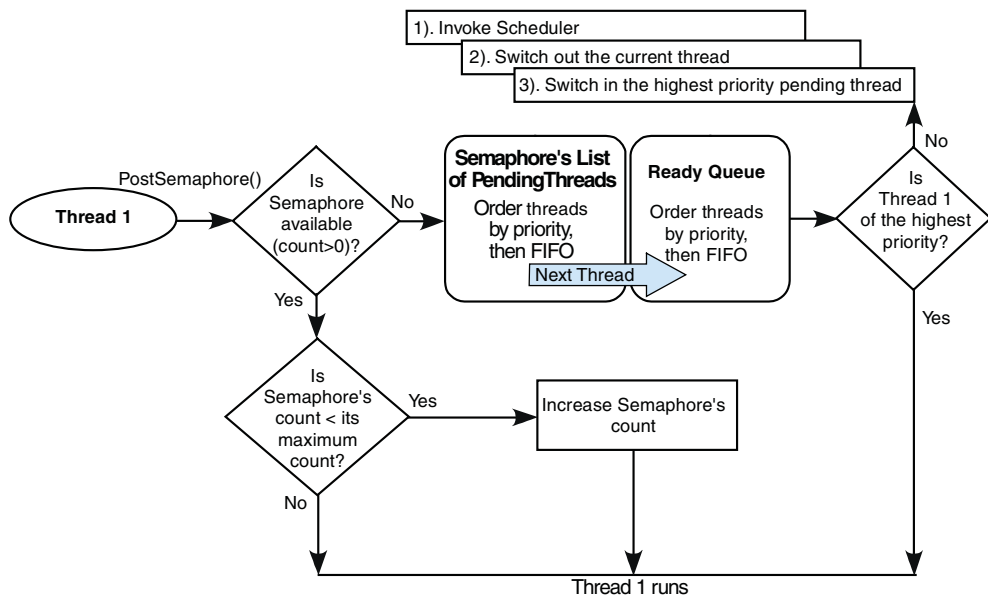 1). Invoke Scheduler
2). Switch out the current thread
3). Switch in the highest priority pending thread
No
PostSemaphore()
Thread 1
Is
Semaphore
available
(count>0)?
No
Semaphore's List
of PendingThreads
Order threads
by priority,
then FIFO
Next Thread
Ready Queue
Order threads
by priority,
then FIFO
Is
Thread 1
of the highest
priority?
Yes
Yes
Is
Semaphore's
count < its
maximum
count?
Yes
Increase Semaphore's
count
No
Thread 1 runs